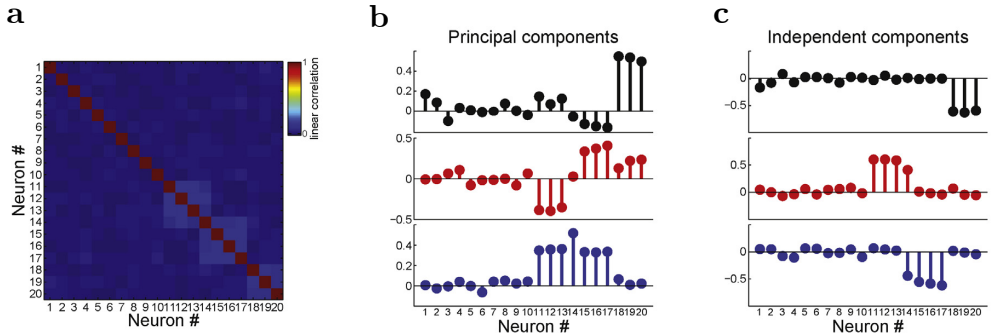 a
1
2
3
4
5
6
7
8
9
10
11
12
13
14
15
16
17
18
19
20
Neuron #
1 2 3 4 5 6 7 8 9 10 11 12 13 14 15 16 17 18 19 20
Neuron #
1
0
linear correlation
b
Principal components
0.4
0.2
0
0.5
0
-0.5
0.4
0.2
0
1 2 3 4 5 6 7 8 9 10 11 12 13 14 15 16 17 18 19 20
Neuron #
c
Independent components
0
-0.5
0.5
0
0
-0.5
1 2 3 4 5 6 7 8 9 10 11 12 13 14 15 16 17 18 19 20
Neuron #